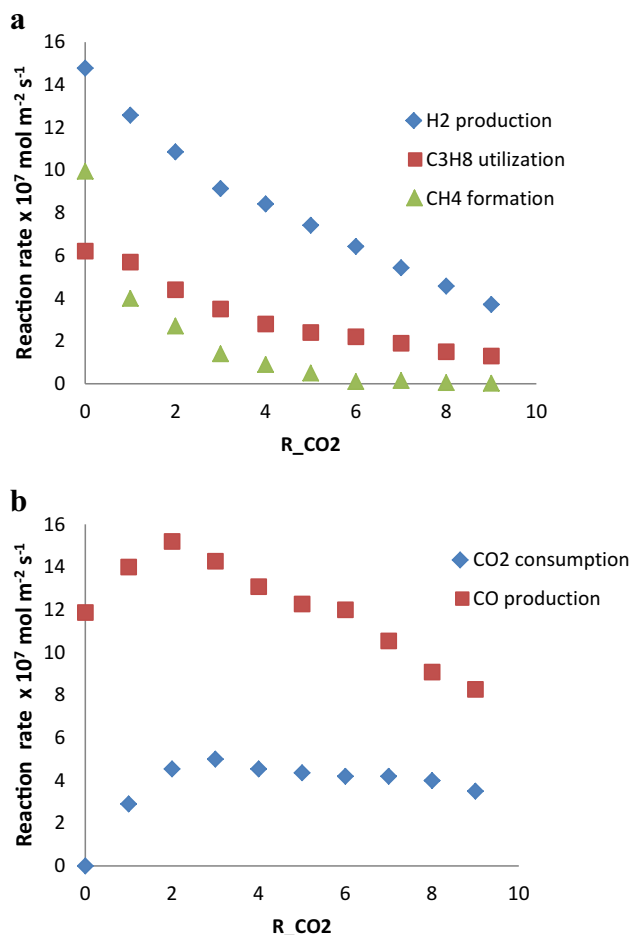 a
16
14
12
10
8
6
4
2
0
Reaction rate x 10⁷ mol m⁻² s⁻¹
H2 production
C3H8 utilization
CH4 formation
0 2 4 6 8 10
R_CO2
b
16
14
12
10
8
6
4
2
0
Reaction rate x 10⁷ mol m⁻² s⁻¹
CO2 consumption
CO production
0 2 4 6 8 10
R_CO2